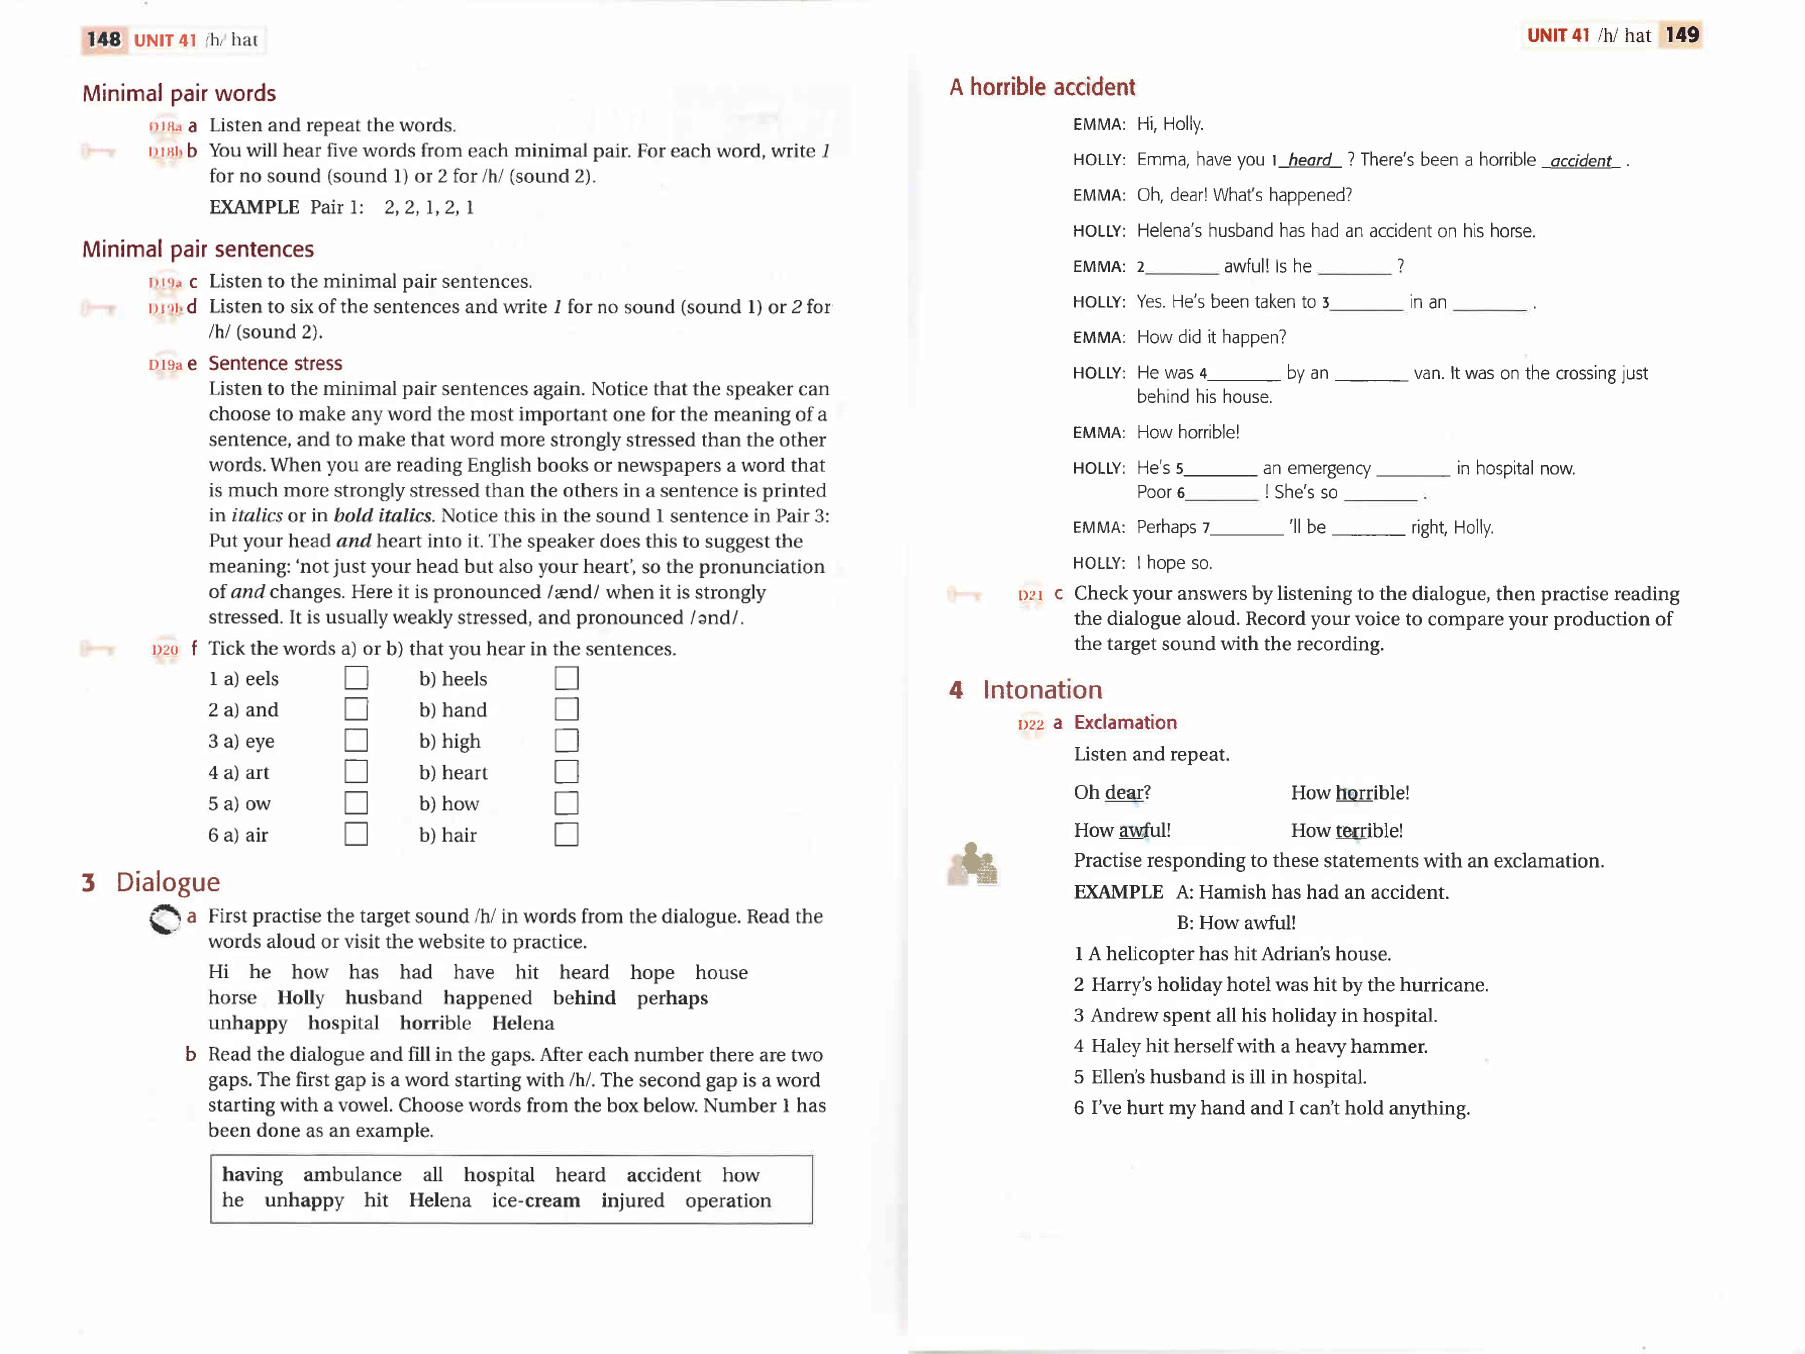 148 UNIT 41 /h/ hat
Minimal pair words
D18a a Listen and repeat the words.
D18b b You will hear five words from each minimal pair. For each word, write 1
for no sound (sound 1) or 2 for /h/ (sound 2).
EXAMPLE Pair 1: 2, 2, 1, 2, 1
Minimal pair sentences
D19a c Listen to the minimal pair sentences.
D19b d Listen to six of the sentences and write 1 for no sound (sound 1) or 2 for
/h/ (sound 2).
D19a e Sentence stress
Listen to the minimal pair sentences again. Notice that the speaker can
choose to make any word the most important one for the meaning of a
sentence, and to make that word more strongly stressed than the other
words. When you are reading English books or newspapers a word that
is much more strongly stressed than the others in a sentence is printed
in italics or in bold italics. Notice this in the sound 1 sentence in Pair 3:
Put your head and heart into it. The speaker does this to suggest the
meaning: ‘not just your head but also your heart’, so the pronunciation
of and changes. Here it is pronounced /ænd/ when it is strongly
stressed. It is usually weakly stressed, and pronounced /ənd/.
D20 f Tick the words a) or b) that you hear in the sentences.
1 a) eels b) heels
2 a) and b) hand
3 a) eye b) high
4 a) art b) heart
5 a) ow b) how
6 a) air b) hair
3 Dialogue
a First practise the target sound /h/ in words from the dialogue. Read the
words aloud or visit the website to practice.
Hi he how has had have hit heard hope house
horse Holly husband happened behind perhaps
unhappy hospital horrible Helena
b Read the dialogue and fill in the gaps. After each number there are two
gaps. The first gap is a word starting with /h/. The second gap is a word
starting with a vowel. Choose words from the box below. Number 1 has
been done as an example.
having ambulance all hospital heard accident how
he unhappy hit Helena ice-cream injured operation
UNIT 41 /h/ hat 149
A horrible accident
EMMA: Hi, Holly.
HOLLY: Emma, have you 1 heard ? There's been a horrible accident .
EMMA: Oh, dear! What's happened?
HOLLY: Helena's husband has had an accident on his horse.
EMMA: 2________ awful! Is he ________ ?
HOLLY: Yes. He's been taken to 3________ in an ________ .
EMMA: How did it happen?
HOLLY: He was 4________ by an ________ van. It was on the crossing just
behind his house.
EMMA: How horrible!
HOLLY: He's 5________ an emergency ________ in hospital now.
Poor 6________ ! She's so ________ .
EMMA: Perhaps 7________ 'll be ________ right, Holly.
HOLLY: I hope so.
D21 c Check your answers by listening to the dialogue, then practise reading
the dialogue aloud. Record your voice to compare your production of
the target sound with the recording.
4 Intonation
D22 a Exclamation
Listen and repeat.
Oh dear? How horrible!
How awful! How terrible!
Practise responding to these statements with an exclamation.
EXAMPLE A: Hamish has had an accident.
B: How awful!
1 A helicopter has hit Adrian's house.
2 Harry's holiday hotel was hit by the hurricane.
3 Andrew spent all his holiday in hospital.
4 Haley hit herself with a heavy hammer.
5 Ellen's husband is ill in hospital.
6 I've hurt my hand and I can't hold anything.